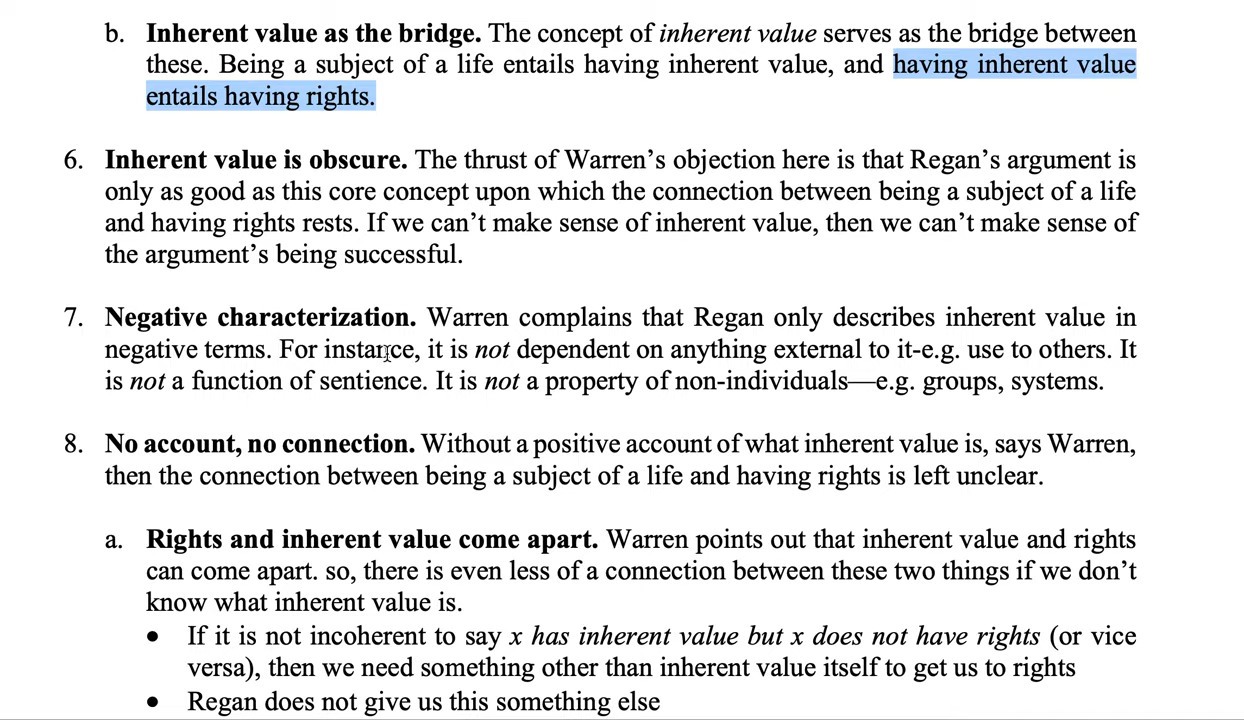 b. Inherent value as the bridge. The concept of inherent value serves as the bridge between
these. Being a subject of a life entails having inherent value, and having inherent value
entails having rights.
6. Inherent value is obscure. The thrust of Warren’s objection here is that Regan’s argument is
only as good as this core concept upon which the connection between being a subject of a life
and having rights rests. If we can’t make sense of inherent value, then we can’t make sense of
the argument’s being successful.
7. Negative characterization. Warren complains that Regan only describes inherent value in
negative terms. For instance, it is not dependent on anything external to it-e.g. use to others. It
is not a function of sentience. It is not a property of non-individuals—e.g. groups, systems.
8. No account, no connection. Without a positive account of what inherent value is, says Warren,
then the connection between being a subject of a life and having rights is left unclear.
a. Rights and inherent value come apart. Warren points out that inherent value and rights
can come apart. so, there is even less of a connection between these two things if we don’t
know what inherent value is.
• If it is not incoherent to say x has inherent value but x does not have rights (or vice
versa), then we need something other than inherent value itself to get us to rights
• Regan does not give us this something else